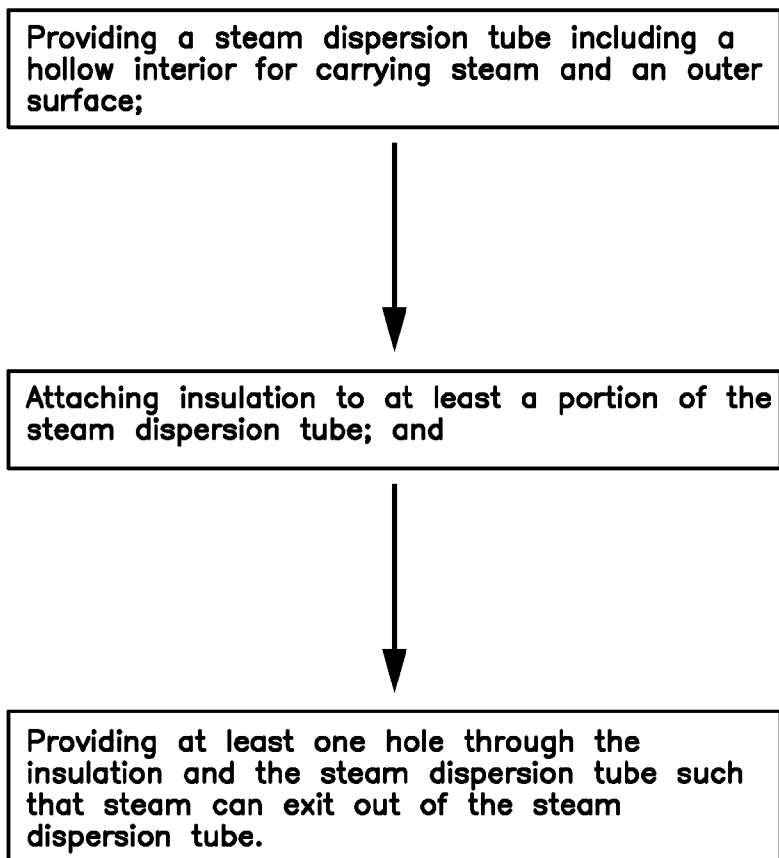 Providing a steam dispersion tube including a
hollow interior for carrying steam and an outer
surface;
Attaching insulation to at least a portion of the
steam dispersion tube; and
Providing at least one hole through the
insulation and the steam dispersion tube such
that steam can exit out of the steam
dispersion tube.